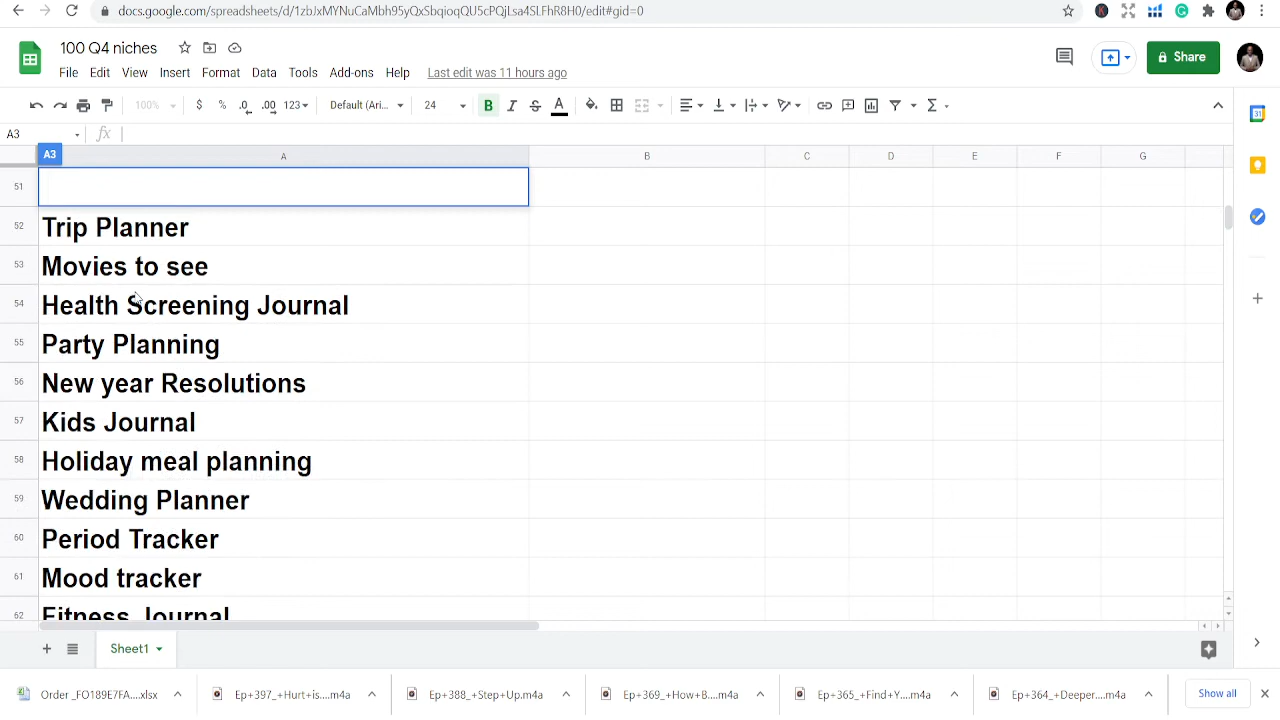 docs.google.com/spreadsheets/d/1zbJxMYNuCaMbh95yQxSbqioqQU5cPQjLsa4SLFhR8H0/edit#gid=0
100 Q4 niches
File Edit View Insert Format Data Tools Add-ons Help Last edit was 11 hours ago
Share
100% $ % .0 .00 123 Default (Ari... 24 B I S A
31
A3 fx
A3 A B C D E F G
51
52 Trip Planner
53 Movies to see
54 Health Screening Journal
55 Party Planning
56 New year Resolutions
57 Kids Journal
58 Holiday meal planning
59 Wedding Planner
60 Period Tracker
61 Mood tracker
62 Fitness Journal
Sheet1
Order _FO189E7FA....xlsx Ep+397_+Hurt+is....m4a Ep+388_+Step+Up.m4a Ep+369_+How+B....m4a Ep+365_+Find+Y....m4a Ep+364_+Deeper....m4a Show all